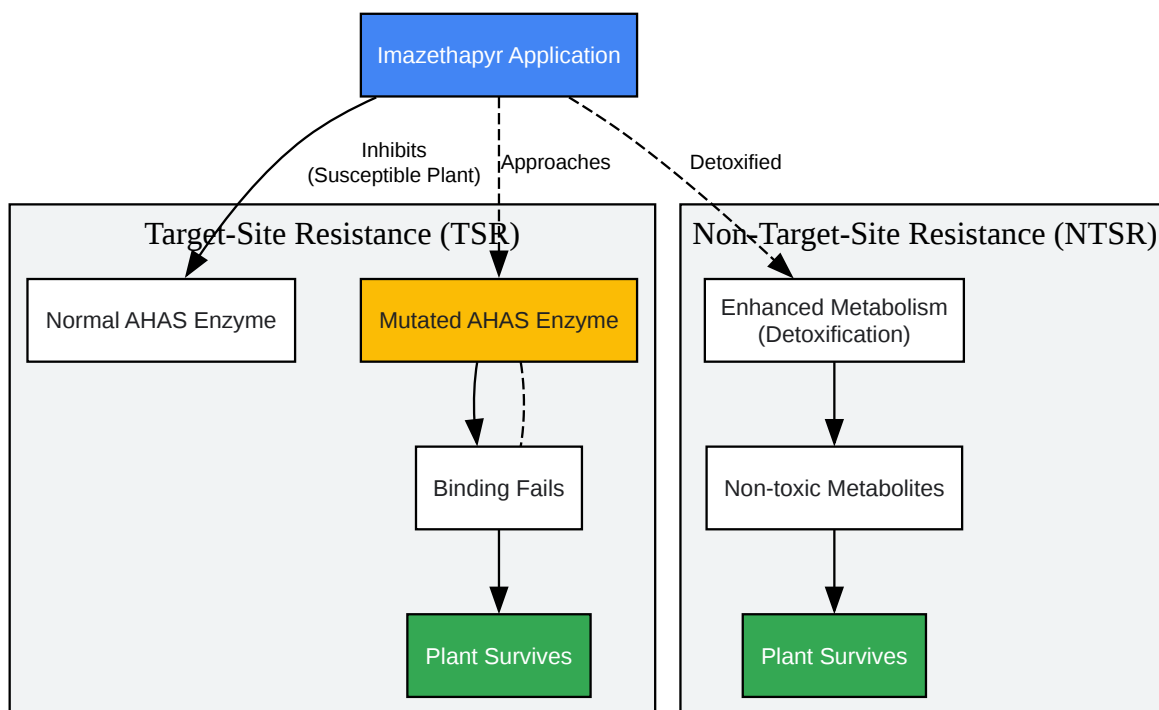 Imazethapyr Application
Inhibits
(Susceptible Plant)
Approaches
Detoxified
Target-Site Resistance (TSR)
Non-Target-Site Resistance (NTSR)
Normal AHAS Enzyme
Mutated AHAS Enzyme
Enhanced Metabolism
(Detoxification)
Binding Fails
Non-toxic Metabolites
Plant Survives
Plant Survives